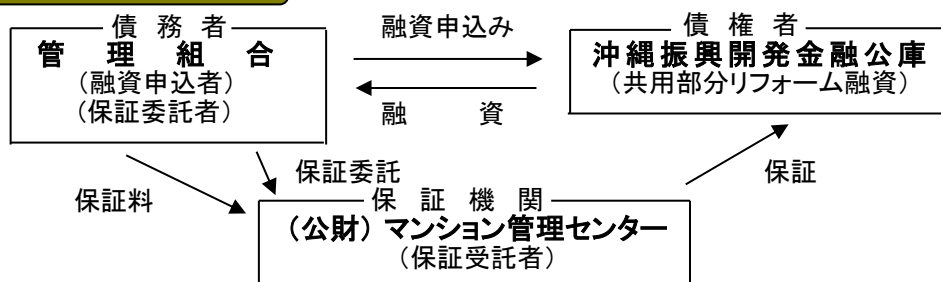 債務者
管理組合
(融資申込者)
(保証委託者)
融資申込み
融資
債権者
沖縄振興開発金融公庫
(共用部分リフォーム融資)
保証料
保証委託
保証
保証機関
(公財)マンション管理センター
(保証受託者)